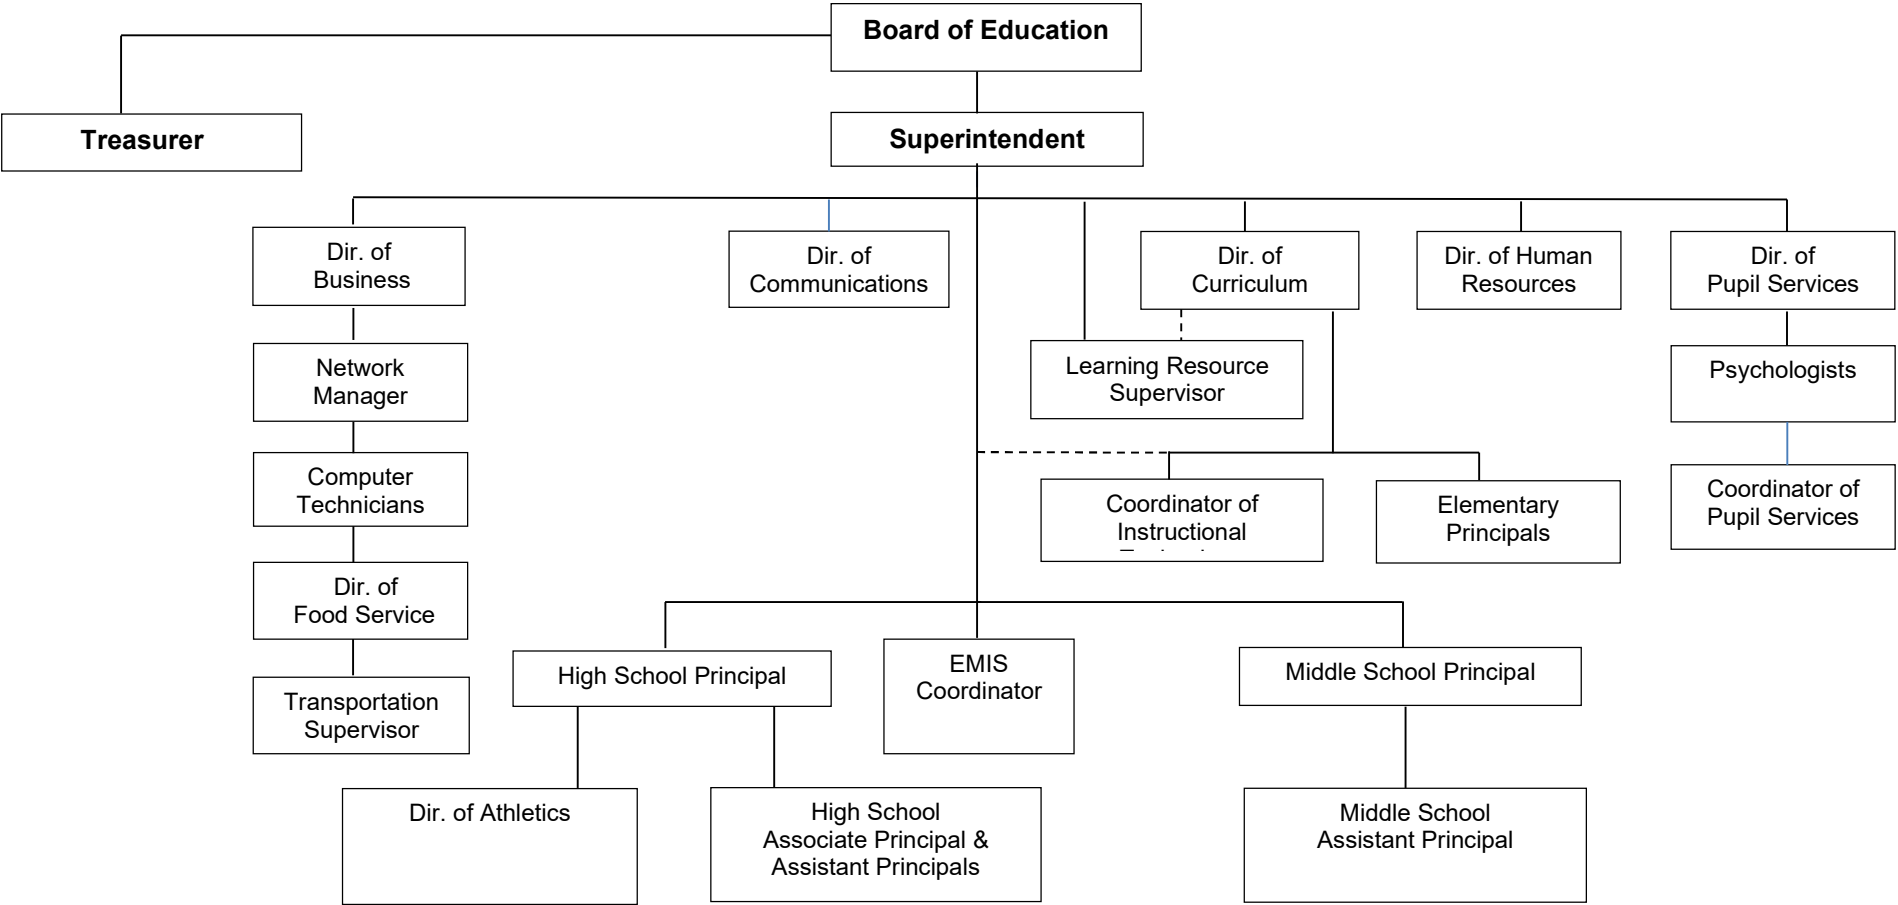 Board of Education
Treasurer
Superintendent
Dir. of
Business
Dir. of
Communications
Dir. of
Curriculum
Dir. of Human
Resources
Dir. of
Pupil Services
Network
Manager
Learning Resource
Supervisor
Psychologists
Computer
Technicians
Coordinator of
Instructional
Elementary
Principals
Coordinator of
Pupil Services
Dir. of
Food Service
High School Principal
EMIS
Coordinator
Middle School Principal
Transportation
Supervisor
Dir. of Athletics
High School
Associate Principal &
Assistant Principals
Middle School
Assistant Principal